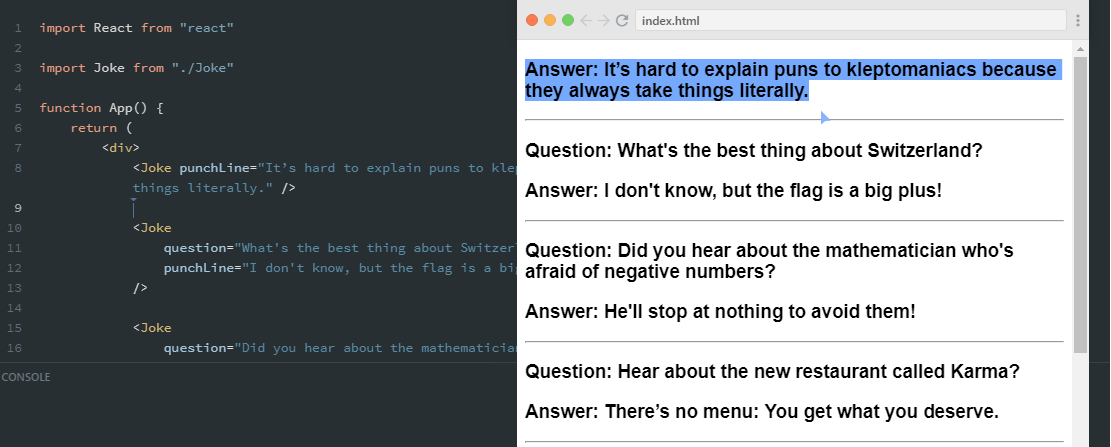 1 import React from "react"
2
3 import Joke from "./Joke"
4
5 function App() {
6 return (
7 <div>
8 <Joke punchLine="It’s hard to explain puns to
things literally." />
9
10 <Joke
11 question="What's the best thing about
12 punchLine="I don't know, but the flag is a
13 />
14
15 <Joke
16 question="Did you hear about the
CONSOLE
index.html
Answer: It’s hard to explain puns to kleptomaniacs because
they always take things literally.
Question: What's the best thing about Switzerland?
Answer: I don't know, but the flag is a big plus!
Question: Did you hear about the mathematician who's
afraid of negative numbers?
Answer: He'll stop at nothing to avoid them!
Question: Hear about the new restaurant called Karma?
Answer: There’s no menu: You get what you deserve.